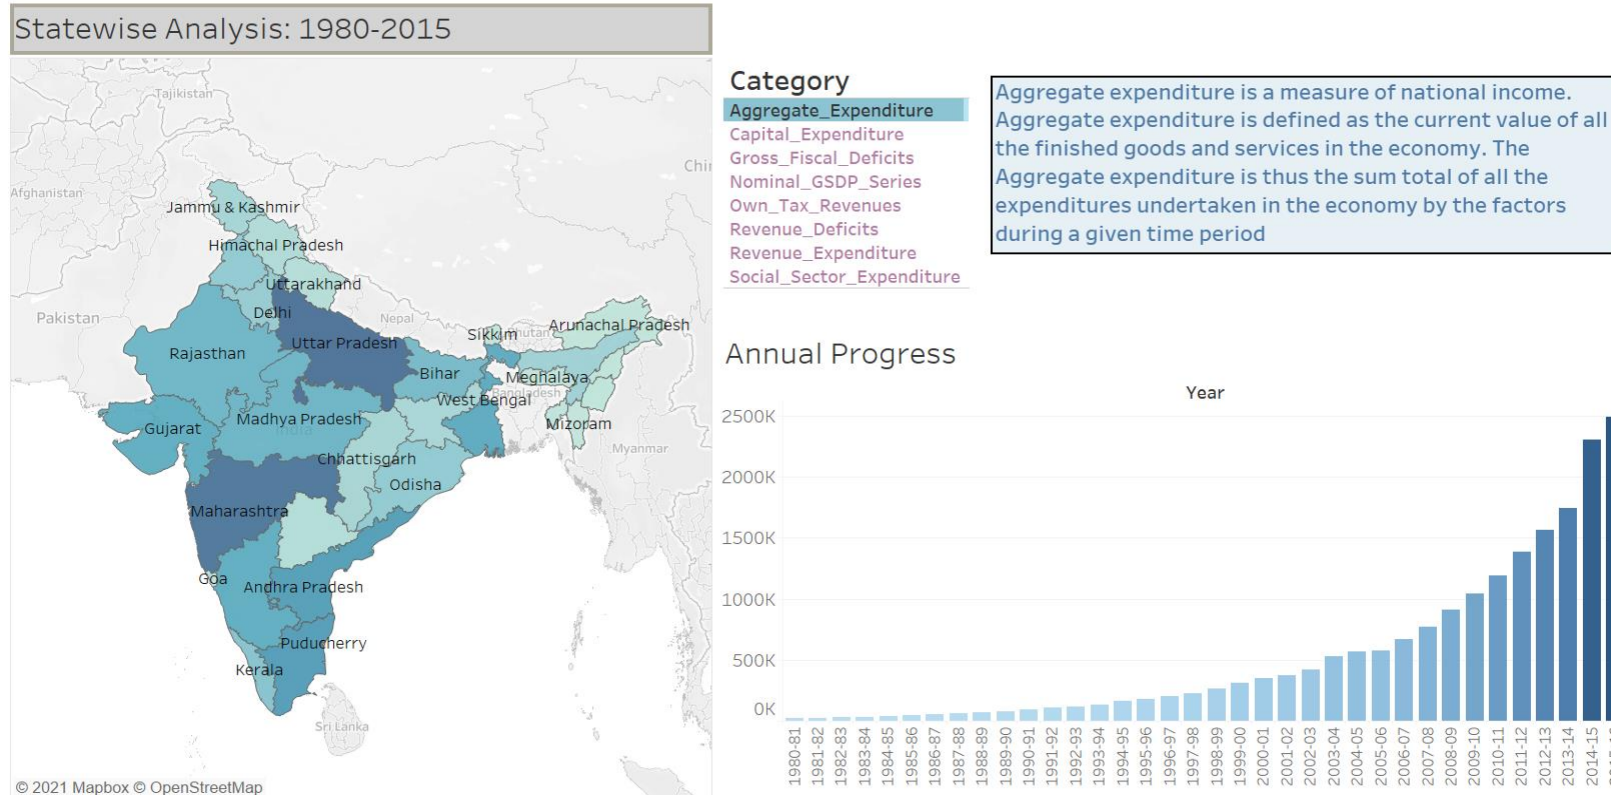 Statewise Analysis: 1980-2015
Tajikistan
Afghanistan
Pakistan
Nepal
Myanmar
Sri Lanka
India
Jammu & Kashmir
Himachal Pradesh
Uttarakhand
Delhi
Rajasthan
Uttar Pradesh
Sikkim
Bhutan
Arunachal Pradesh
Bihar
Meghalaya
Bangladesh
West Bengal
Gujarat
Madhya Pradesh
Mizoram
Chhattisgarh
Odisha
Maharashtra
Goa
Andhra Pradesh
Puducherry
Kerala
© 2021 Mapbox © OpenStreetMap
Category
Aggregate_Expenditure
Capital_Expenditure
Gross_Fiscal_Deficits
Nominal_GSDP_Series
Own_Tax_Revenues
Revenue_Deficits
Revenue_Expenditure
Social_Sector_Expenditure
Aggregate expenditure is a measure of national income.
Aggregate expenditure is defined as the current value of all
the finished goods and services in the economy. The
Aggregate expenditure is thus the sum total of all the
expenditures undertaken in the economy by the factors
during a given time period
Annual Progress
Year
2500K
2000K
1500K
1000K
500K
0K
1980-81
1981-82
1982-83
1983-84
1984-85
1985-86
1986-87
1987-88
1988-89
1989-90
1990-91
1991-92
1992-93
1993-94
1994-95
1995-96
1996-97
1997-98
1998-99
1999-00
2000-01
2001-02
2002-03
2003-04
2004-05
2005-06
2006-07
2007-08
2008-09
2009-10
2010-11
2011-12
2012-13
2013-14
2014-15